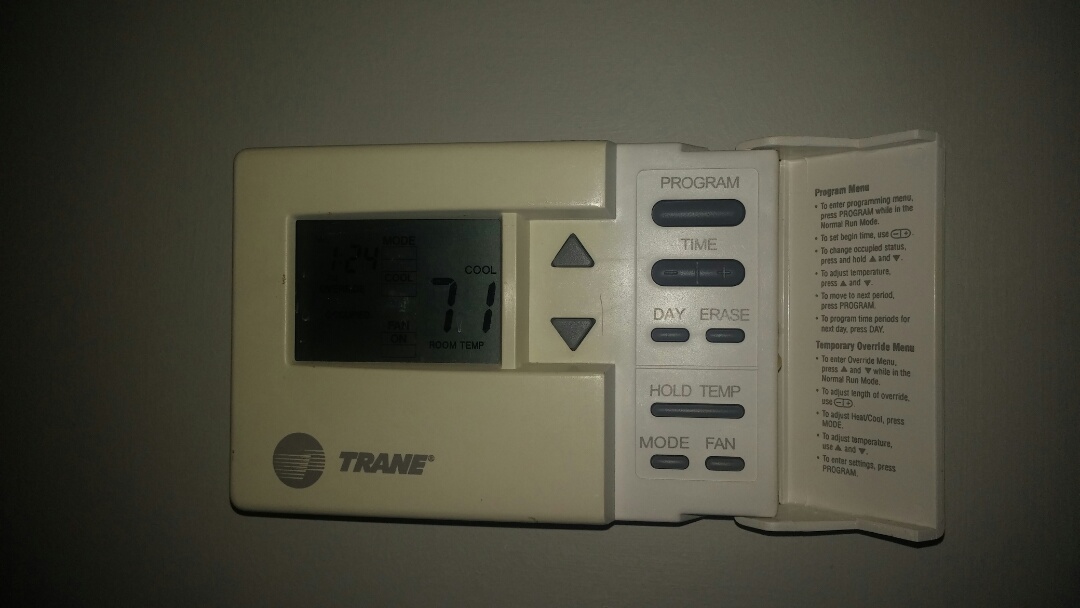 MODE
1:24
COOL
COOL
71
FAN
ON
ROOM TEMP
TRANE®
PROGRAM
TIME
- +
DAY ERASE
HOLD TEMP
MODE FAN
Program Menu
• To enter programming menu,
press PROGRAM while in the
Normal Run Mode.
• To set begin time, use ⊖⊕.
• To change occupied status,
press and hold ▲ and ▼.
• To adjust temperature,
press ▲ and ▼.
• To move to next period,
press PROGRAM.
• To program time periods for
next day, press DAY.
Temporary Override Menu
• To enter Override Menu,
press ▲ and ▼ while in the
Normal Run Mode.
• To adjust length of override,
use ⊖⊕
• To adjust Heat/Cool, press
MODE.
• To adjust temperature,
use ▲ and ▼.
• To enter settings, press
PROGRAM.